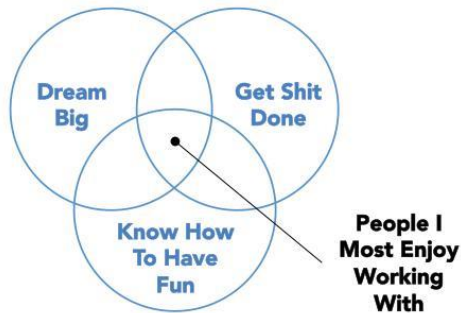 Dream
Big
Get Shit
Done
Know How
To Have
Fun
People I
Most Enjoy
Working
With